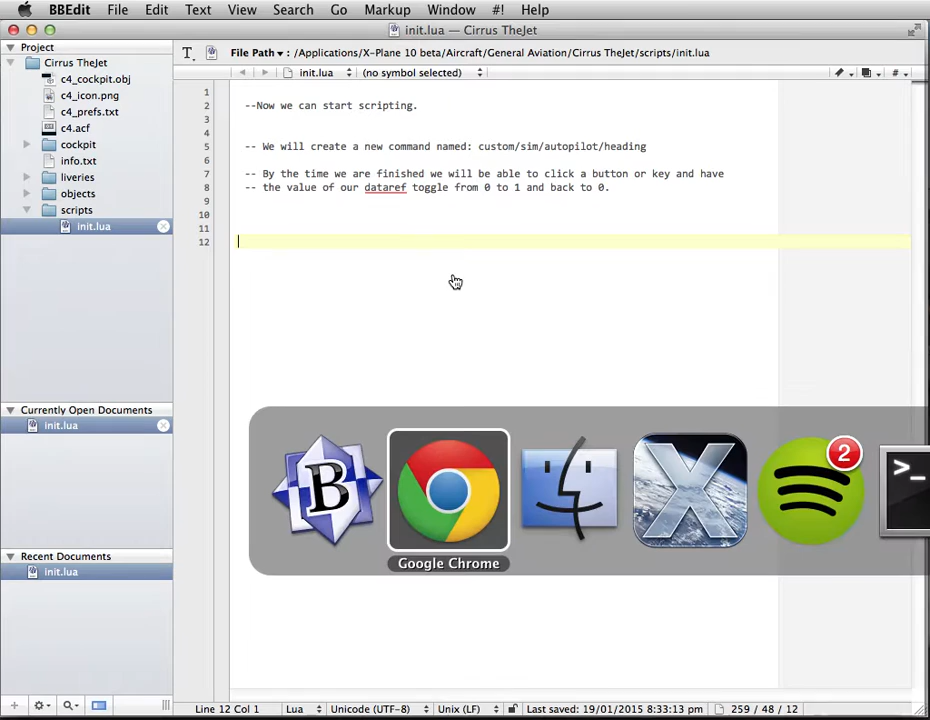 BBEdit File Edit Text View Search Go Markup Window #! Help
init.lua — Cirrus TheJet
Project
Cirrus TheJet
c4_cockpit.obj
c4_icon.png
c4_prefs.txt
c4.acf
cockpit
info.txt
liveries
objects
scripts
init.lua
Currently Open Documents
init.lua
Recent Documents
init.lua
T. File Path : /Applications/X-Plane 10 beta/Aircraft/General Aviation/Cirrus TheJet/scripts/init.lua
init.lua (no symbol selected) #
1
2 --Now we can start scripting.
3
4
5 -- We will create a new command named: custom/sim/autopilot/heading
6
7 -- By the time we are finished we will be able to click a button or key and have
8 -- the value of our dataref toggle from 0 to 1 and back to 0.
9
10
11
12
B
X
2
>_
Google Chrome
Line 12 Col 1 Lua Unicode (UTF-8) Unix (LF) Last saved: 19/01/2015 8:33:13 pm 259 / 48 / 12